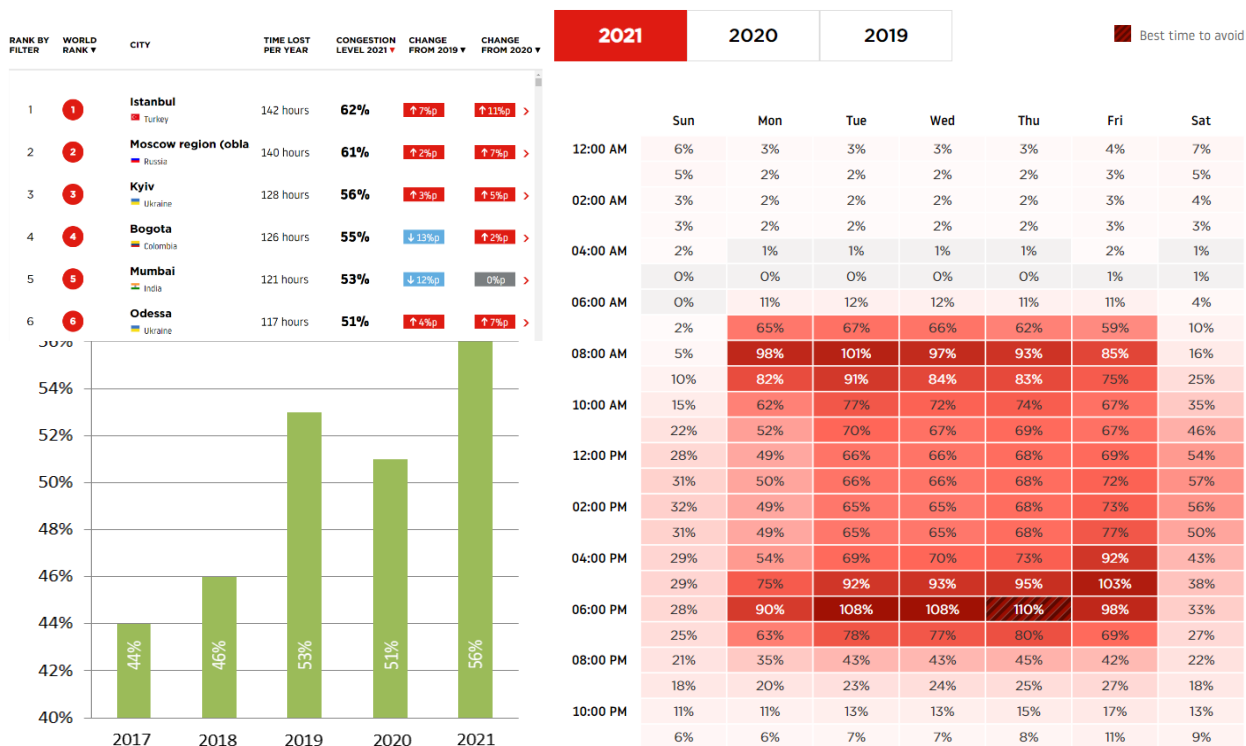 RANK BY FILTER WORLD RANK ▼ CITY TIME LOST PER YEAR CONGESTION LEVEL 2021 ▼ CHANGE FROM 2019 ▼ CHANGE FROM 2020 ▼
1 1 Istanbul 142 hours 62% ↑ 7%p ↑ 11%p >
Turkey
2 2 Moscow region (obla 140 hours 61% ↑ 2%p ↑ 7%p >
Russia
3 3 Kyiv 128 hours 56% ↑ 3%p ↑ 5%p >
Ukraine
4 4 Bogota 126 hours 55% ↓ 13%p ↑ 2%p >
Colombia
5 5 Mumbai 121 hours 53% ↓ 12%p 0%p >
India
6 6 Odessa 117 hours 51% ↑ 4%p ↑ 7%p >
Ukraine
56%
54%
52%
50%
48%
46%
44%
42%
40%
44% 46% 53% 51% 56%
2017 2018 2019 2020 2021
2021 2020 2019
Best time to avoid
Sun Mon Tue Wed Thu Fri Sat
12:00 AM 6% 3% 3% 3% 3% 4% 7%
5% 2% 2% 2% 2% 3% 5%
02:00 AM 3% 2% 2% 2% 2% 3% 4%
3% 2% 2% 2% 2% 3% 3%
04:00 AM 2% 1% 1% 1% 1% 2% 1%
0% 0% 0% 0% 0% 1% 1%
06:00 AM 0% 11% 12% 12% 11% 11% 4%
2% 65% 67% 66% 62% 59% 10%
08:00 AM 5% 98% 101% 97% 93% 85% 16%
10% 82% 91% 84% 83% 75% 25%
10:00 AM 15% 62% 77% 72% 74% 67% 35%
22% 52% 70% 67% 69% 67% 46%
12:00 PM 28% 49% 66% 66% 68% 69% 54%
31% 50% 66% 66% 68% 72% 57%
02:00 PM 32% 49% 65% 65% 68% 73% 56%
31% 49% 65% 65% 68% 77% 50%
04:00 PM 29% 54% 69% 70% 73% 92% 43%
29% 75% 92% 93% 95% 103% 38%
06:00 PM 28% 90% 108% 108% 110% 98% 33%
25% 63% 78% 77% 80% 69% 27%
08:00 PM 21% 35% 43% 43% 45% 42% 22%
18% 20% 23% 24% 25% 27% 18%
10:00 PM 11% 11% 13% 13% 15% 17% 13%
6% 6% 7% 7% 8% 11% 9%